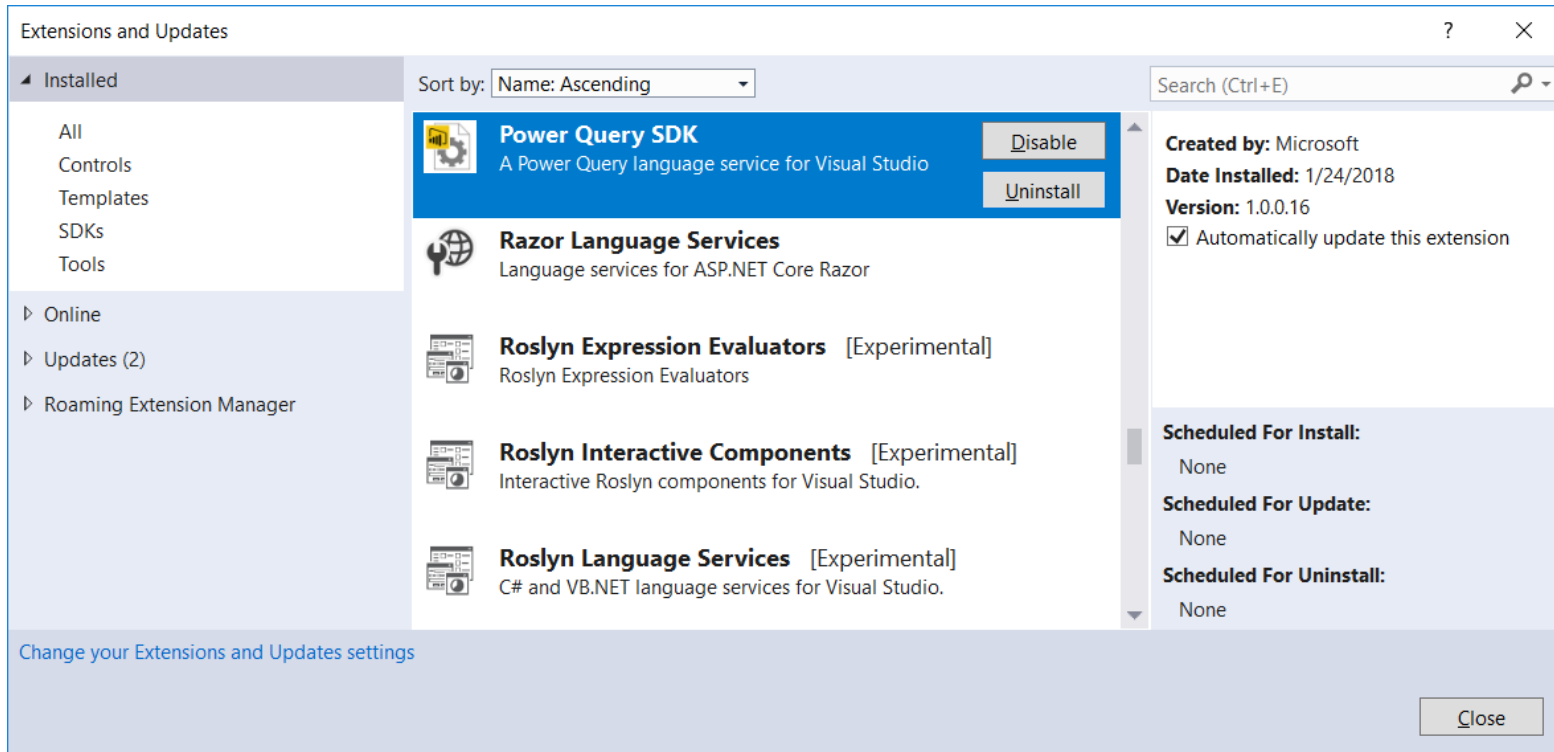 Extensions and Updates
Installed
All
Controls
Templates
SDKs
Tools
Online
Updates (2)
Roaming Extension Manager
Sort by: Name: Ascending
Power Query SDK
A Power Query language service for Visual Studio
Disable
Uninstall
Razor Language Services
Language services for ASP.NET Core Razor
Roslyn Expression Evaluators [Experimental]
Roslyn Expression Evaluators
Roslyn Interactive Components [Experimental]
Interactive Roslyn components for Visual Studio.
Roslyn Language Services [Experimental]
C# and VB.NET language services for Visual Studio.
Search (Ctrl+E)
Created by: Microsoft
Date Installed: 1/24/2018
Version: 1.0.0.16
Automatically update this extension
Scheduled For Install:
None
Scheduled For Update:
None
Scheduled For Uninstall:
None
Change your Extensions and Updates settings
Close